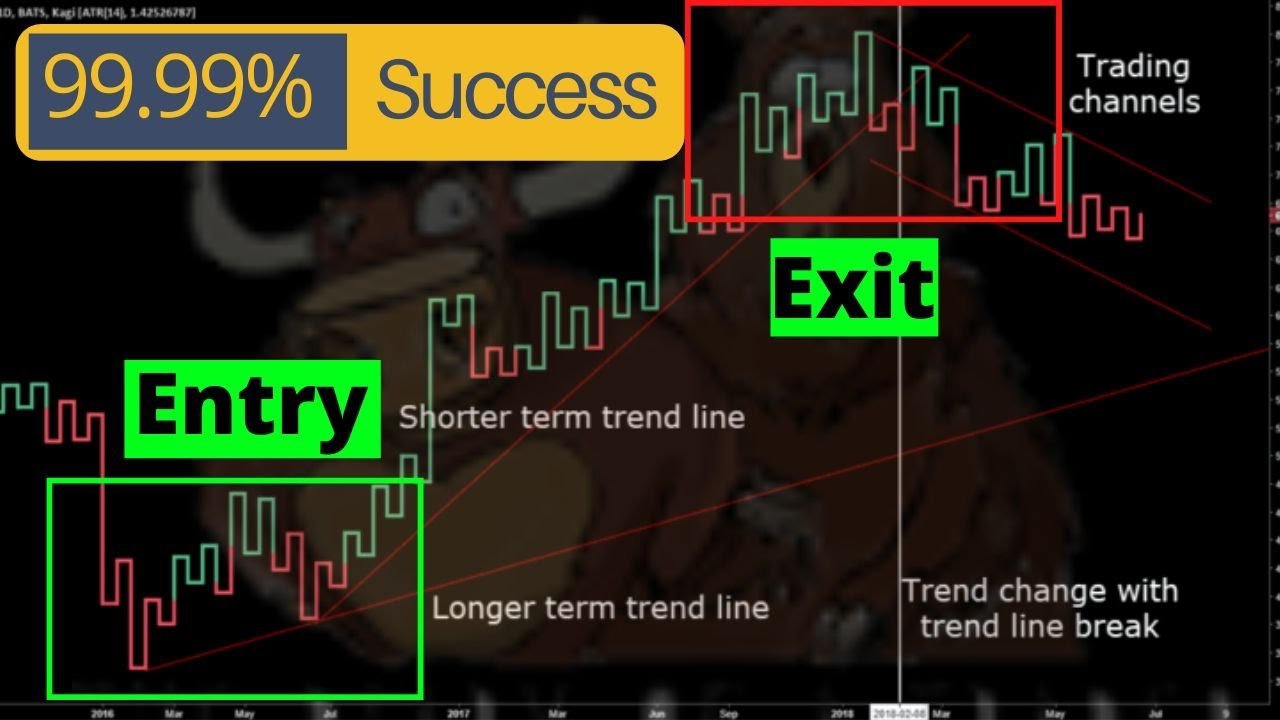 1D, BATS, Kagi [ATR(14), 1.42526787]
99.99% Success
Trading
channels
Exit
Entry
Shorter term trend line
Longer term trend line
Trend change with
trend line break
2016 Mar May Jul 2017 Mar Jun Sep 2018 2018-02-08 Mar May Jul 9